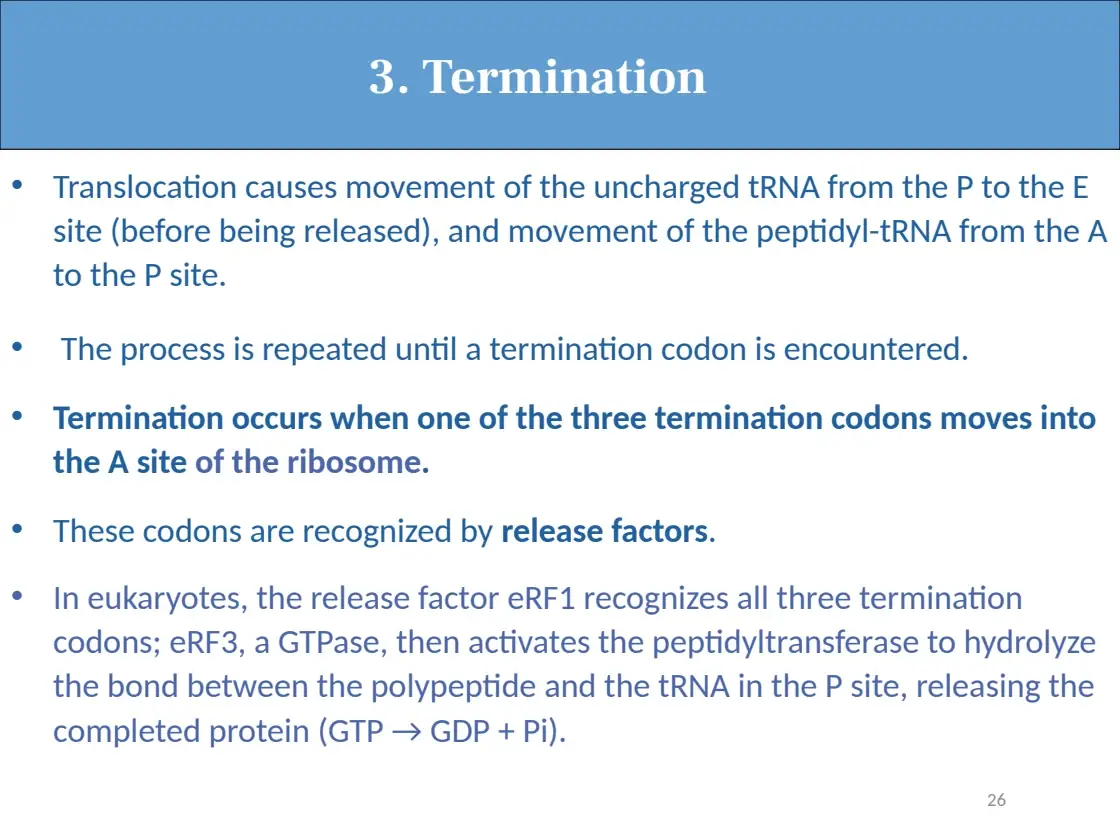 3. Termination
• Translocation causes movement of the uncharged tRNA from the P to the E
site (before being released), and movement of the peptidyl-tRNA from the A
to the P site.
• The process is repeated until a termination codon is encountered.
• Termination occurs when one of the three termination codons moves into
the A site of the ribosome.
• These codons are recognized by release factors.
• In eukaryotes, the release factor eRF1 recognizes all three termination
codons; eRF3, a GTPase, then activates the peptidyltransferase to hydrolyze
the bond between the polypeptide and the tRNA in the P site, releasing the
completed protein (GTP → GDP + Pi).
26